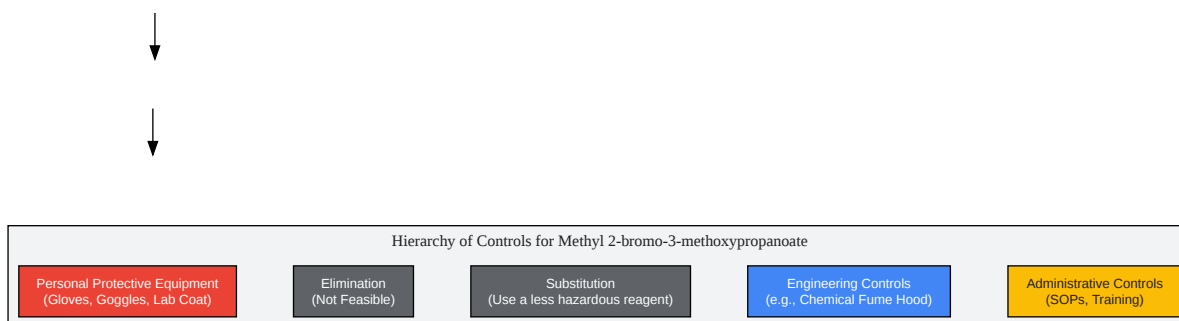 Hierarchy of Controls for Methyl 2-bromo-3-methoxypropanoate
Personal Protective Equipment
(Gloves, Goggles, Lab Coat)
Elimination
(Not Feasible)
Substitution
(Use a less hazardous reagent)
Engineering Controls
(e.g., Chemical Fume Hood)
Administrative Controls
(SOPs, Training)